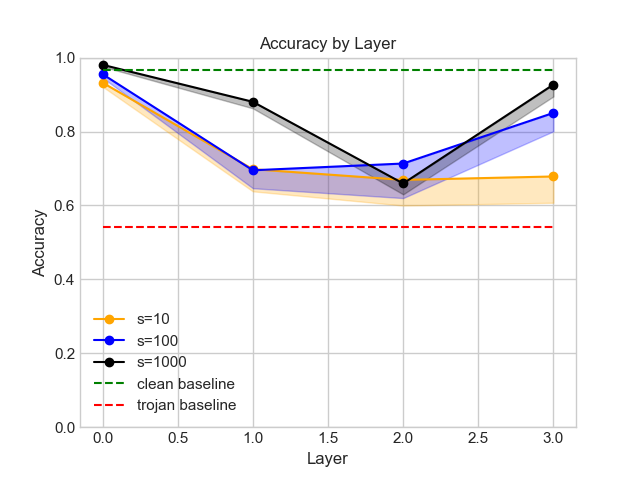 Accuracy by Layer
1.0
0.8
0.6
0.4
0.2
0.0
Accuracy
s=10
s=100
s=1000
clean baseline
trojan baseline
0.0 0.5 1.0 1.5 2.0 2.5 3.0
Layer